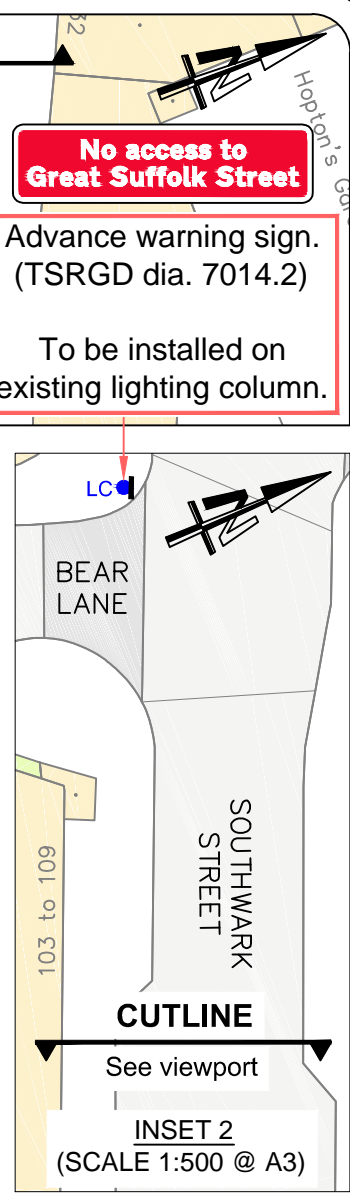 32
N
Hopton's Gar
No access to
Great Suffolk Street
Advance warning sign.
(TSRGD dia. 7014.2)
To be installed on
existing lighting column.
LC
N
BEAR
LANE
SOUTHWARK
STREET
103 to 109
CUTLINE
See viewport
INSET 2
(SCALE 1:500 @ A3)